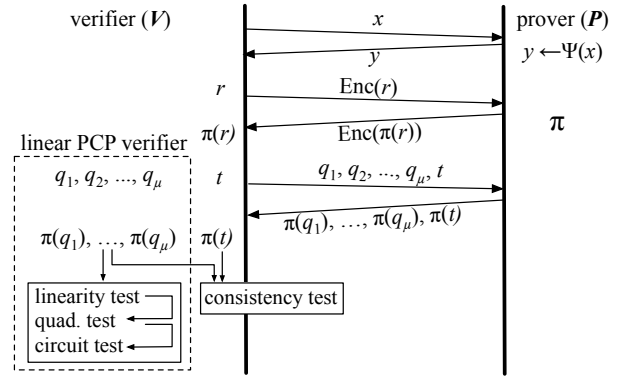 verifier (V)
x
prover (P)
y
y ←Ψ(x)
r
Enc(r)
π(r)
Enc(π(r))
π
linear PCP verifier
q1, q2, ..., qμ
t
q1, q2, ..., qμ, t
π(q1), ..., π(qμ), π(t)
π(q1), ..., π(qμ)
π(t)
linearity test
quad. test
circuit test
consistency test